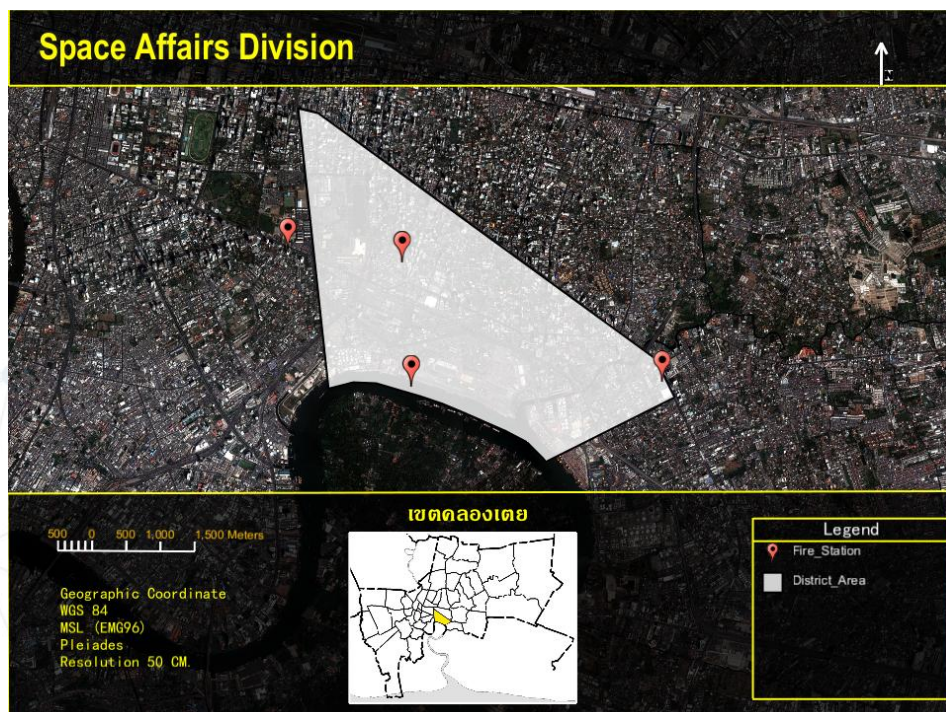 Space Affairs Division
เขตคลองเตย
500 0 500 1,000 1,500 Meters
Geographic Coordinate
WGS 84
MSL (EMG96)
Pleiades
Resolution 50 CM.
Legend
Fire_Station
District_Area